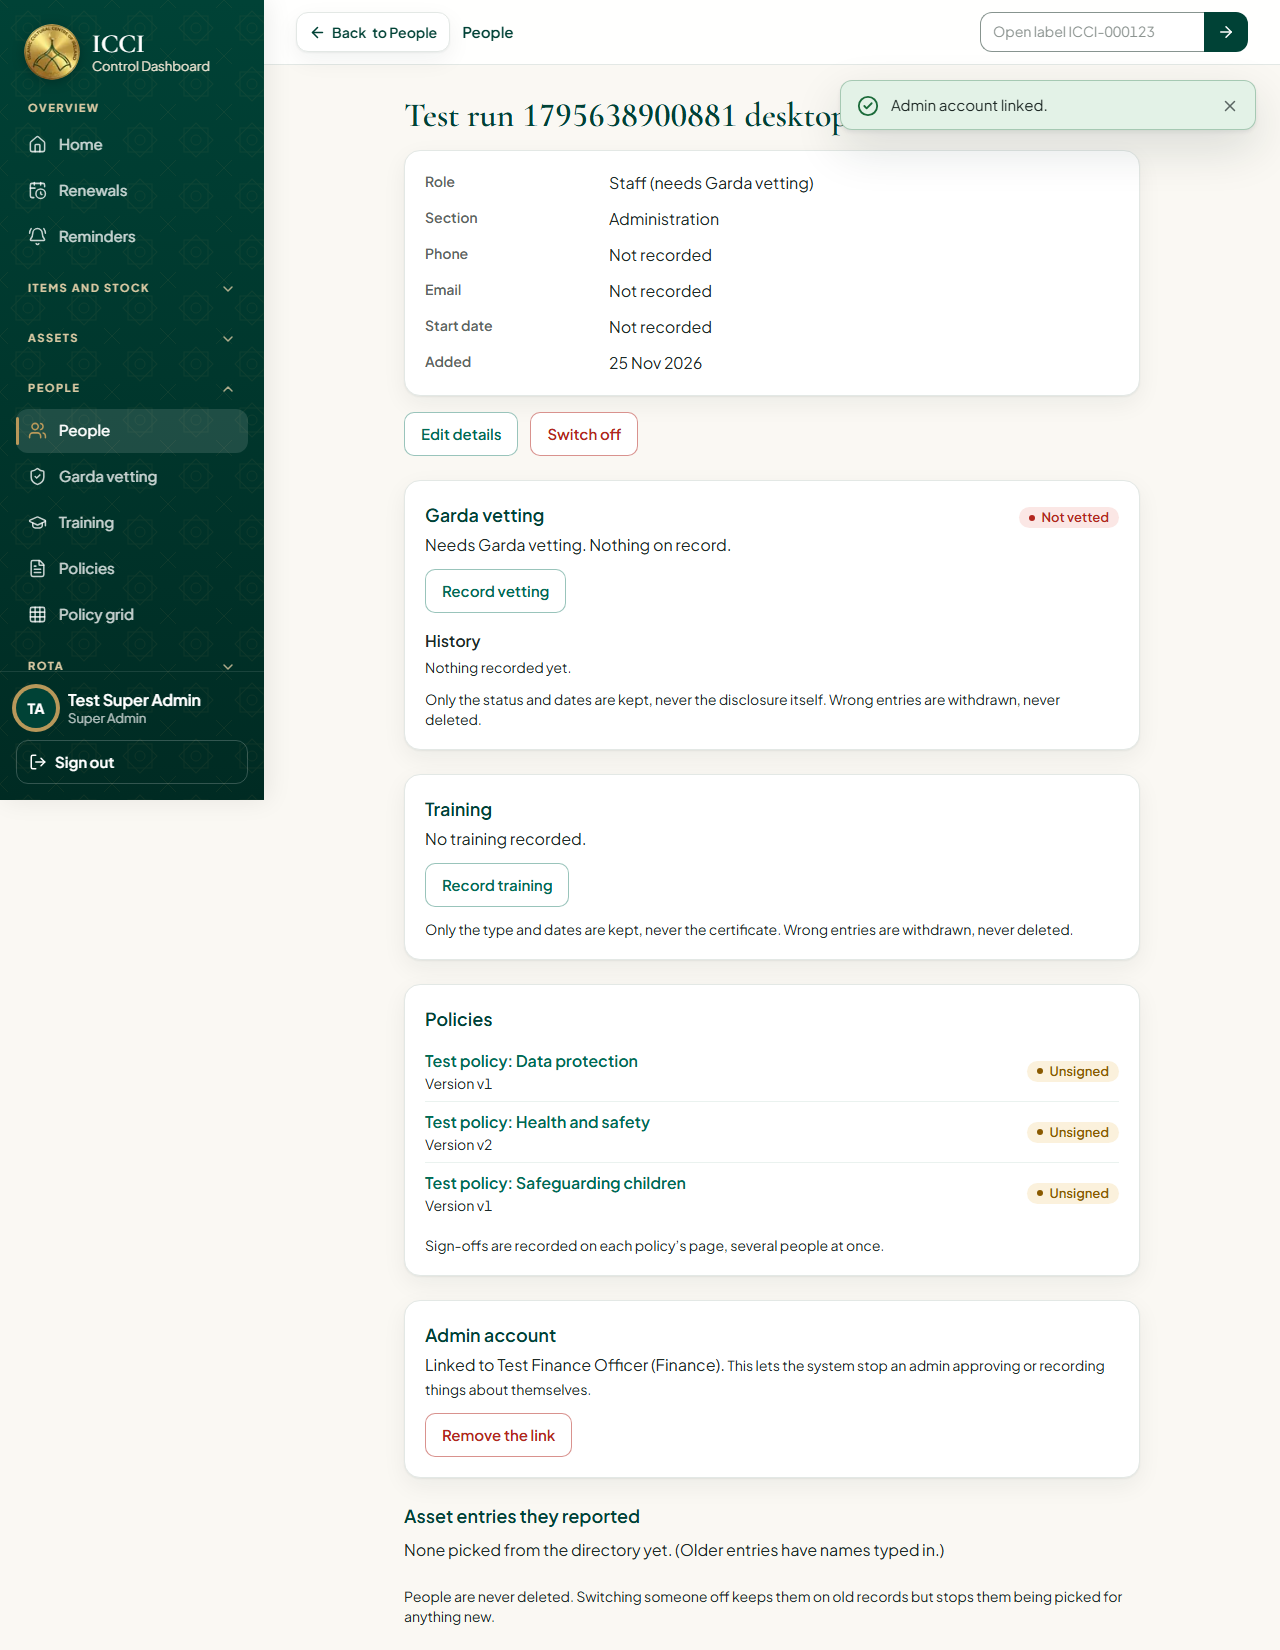 ICCI
Control Dashboard
OVERVIEW
Home
Renewals
Reminders
ITEMS AND STOCK
ASSETS
PEOPLE
People
Garda vetting
Training
Policies
Policy grid
ROTA
TA
Test Super Admin
Super Admin
Sign out
Back to People
People
Open label ICCI-000123
Admin account linked.
Test run 1795638900881 desktop
Role
Staff (needs Garda vetting)
Section
Administration
Phone
Not recorded
Email
Not recorded
Start date
Not recorded
Added
25 Nov 2026
Edit details
Switch off
Garda vetting
Not vetted
Needs Garda vetting. Nothing on record.
Record vetting
History
Nothing recorded yet.
Only the status and dates are kept, never the disclosure itself. Wrong entries are withdrawn, never
deleted.
Training
No training recorded.
Record training
Only the type and dates are kept, never the certificate. Wrong entries are withdrawn, never deleted.
Policies
Test policy: Data protection
Version v1
Unsigned
Test policy: Health and safety
Version v2
Unsigned
Test policy: Safeguarding children
Version v1
Unsigned
Sign-offs are recorded on each policy's page, several people at once.
Admin account
Linked to Test Finance Officer (Finance). This lets the system stop an admin approving or recording
things about themselves.
Remove the link
Asset entries they reported
None picked from the directory yet. (Older entries have names typed in.)
People are never deleted. Switching someone off keeps them on old records but stops them being picked for
anything new.